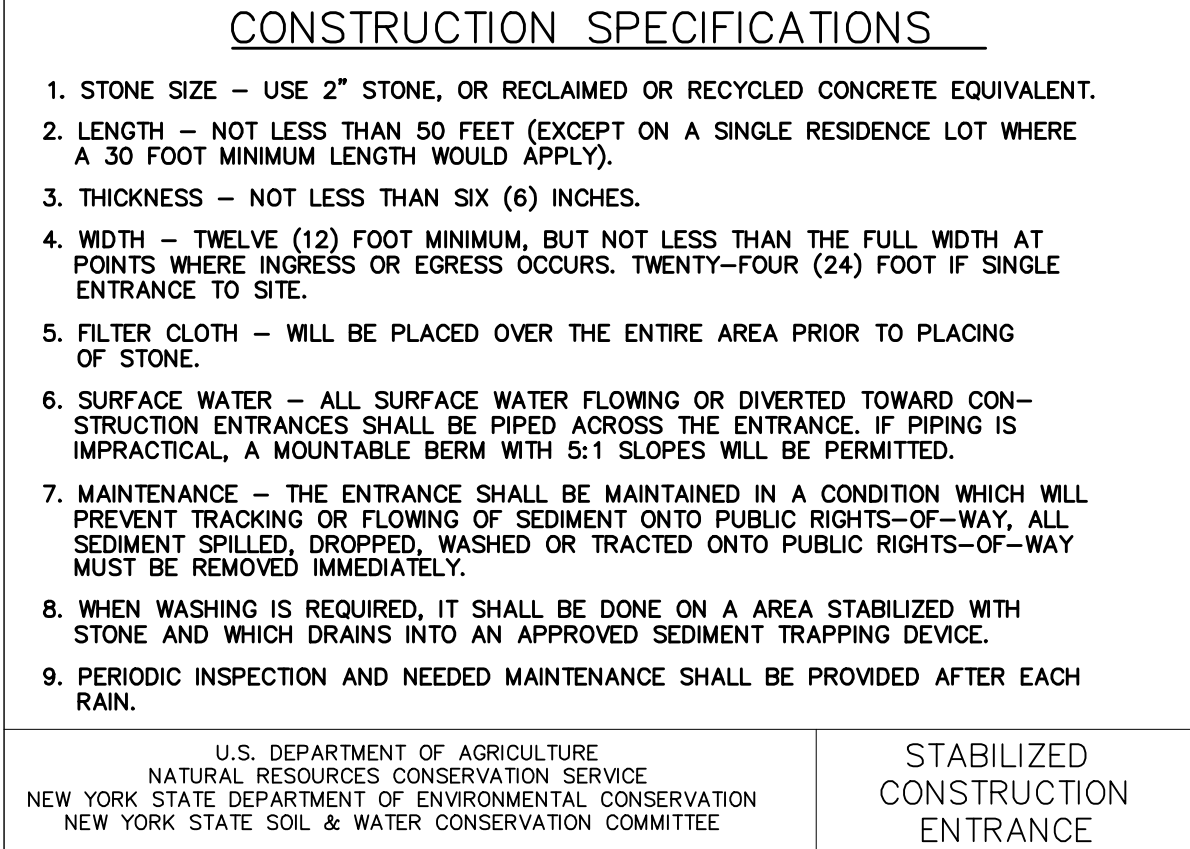 CONSTRUCTION SPECIFICATIONS
1. STONE SIZE – USE 2" STONE, OR RECLAIMED OR RECYCLED CONCRETE EQUIVALENT.
2. LENGTH – NOT LESS THAN 50 FEET (EXCEPT ON A SINGLE RESIDENCE LOT WHERE
A 30 FOOT MINIMUM LENGTH WOULD APPLY).
3. THICKNESS – NOT LESS THAN SIX (6) INCHES.
4. WIDTH – TWELVE (12) FOOT MINIMUM, BUT NOT LESS THAN THE FULL WIDTH AT
POINTS WHERE INGRESS OR EGRESS OCCURS. TWENTY–FOUR (24) FOOT IF SINGLE
ENTRANCE TO SITE.
5. FILTER CLOTH – WILL BE PLACED OVER THE ENTIRE AREA PRIOR TO PLACING
OF STONE.
6. SURFACE WATER – ALL SURFACE WATER FLOWING OR DIVERTED TOWARD CON–
STRUCTION ENTRANCES SHALL BE PIPED ACROSS THE ENTRANCE. IF PIPING IS
IMPRACTICAL, A MOUNTABLE BERM WITH 5:1 SLOPES WILL BE PERMITTED.
7. MAINTENANCE – THE ENTRANCE SHALL BE MAINTAINED IN A CONDITION WHICH WILL
PREVENT TRACKING OR FLOWING OF SEDIMENT ONTO PUBLIC RIGHTS–OF–WAY, ALL
SEDIMENT SPILLED, DROPPED, WASHED OR TRACTED ONTO PUBLIC RIGHTS–OF–WAY
MUST BE REMOVED IMMEDIATELY.
8. WHEN WASHING IS REQUIRED, IT SHALL BE DONE ON A AREA STABILIZED WITH
STONE AND WHICH DRAINS INTO AN APPROVED SEDIMENT TRAPPING DEVICE.
9. PERIODIC INSPECTION AND NEEDED MAINTENANCE SHALL BE PROVIDED AFTER EACH
RAIN.
U.S. DEPARTMENT OF AGRICULTURE
NATURAL RESOURCES CONSERVATION SERVICE
NEW YORK STATE DEPARTMENT OF ENVIRONMENTAL CONSERVATION
NEW YORK STATE SOIL & WATER CONSERVATION COMMITTEE
STABILIZED
CONSTRUCTION
ENTRANCE